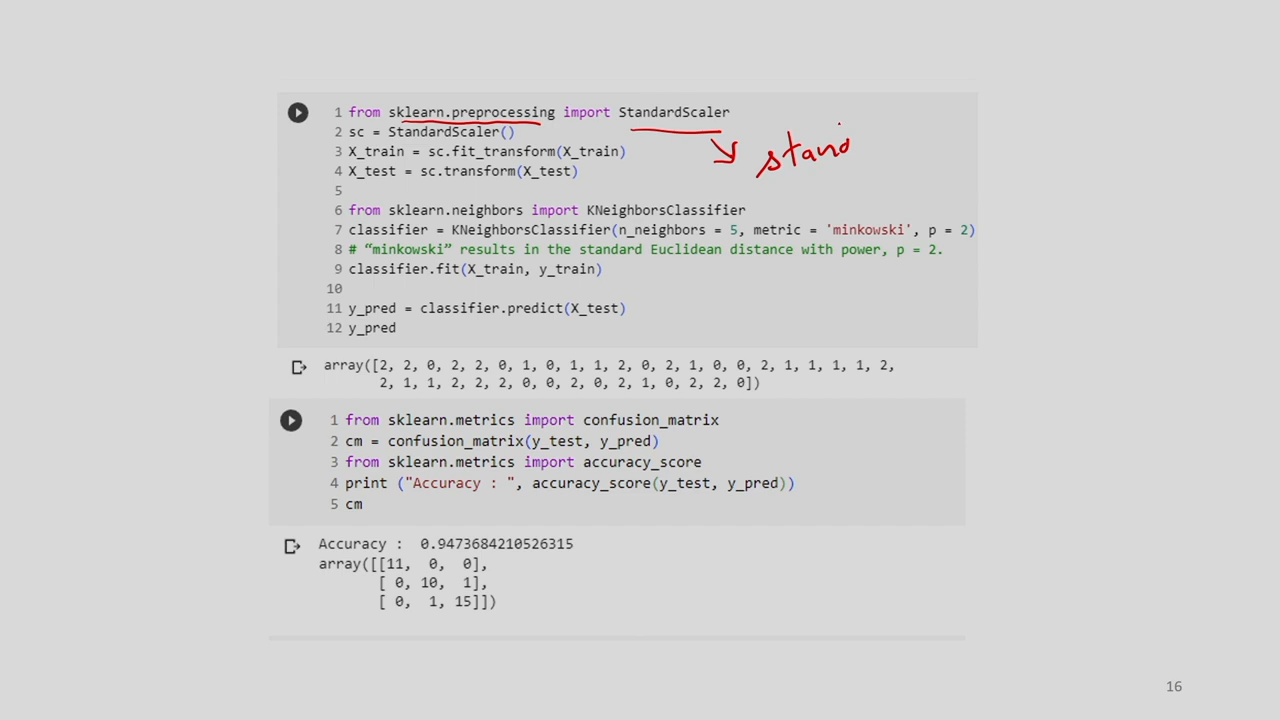 1 from sklearn.preprocessing import StandardScaler
2 sc = StandardScaler()
stand
3 X_train = sc.fit_transform(X_train)
4 X_test = sc.transform(X_test)
5
6 from sklearn.neighbors import KNeighborsClassifier
7 classifier = KNeighborsClassifier(n_neighbors = 5, metric = 'minkowski', p = 2)
8 # “minkowski” results in the standard Euclidean distance with power, p = 2.
9 classifier.fit(X_train, y_train)
10
11 y_pred = classifier.predict(X_test)
12 y_pred
array([2, 2, 0, 2, 2, 0, 1, 0, 1, 1, 2, 0, 2, 1, 0, 0, 2, 1, 1, 1, 1, 2,
2, 1, 1, 2, 2, 2, 0, 0, 2, 0, 2, 1, 0, 2, 2, 0])
1 from sklearn.metrics import confusion_matrix
2 cm = confusion_matrix(y_test, y_pred)
3 from sklearn.metrics import accuracy_score
4 print ("Accuracy : ", accuracy_score(y_test, y_pred))
5 cm
Accuracy : 0.9473684210526315
array([[11, 0, 0],
[ 0, 10, 1],
[ 0, 1, 15]])
16